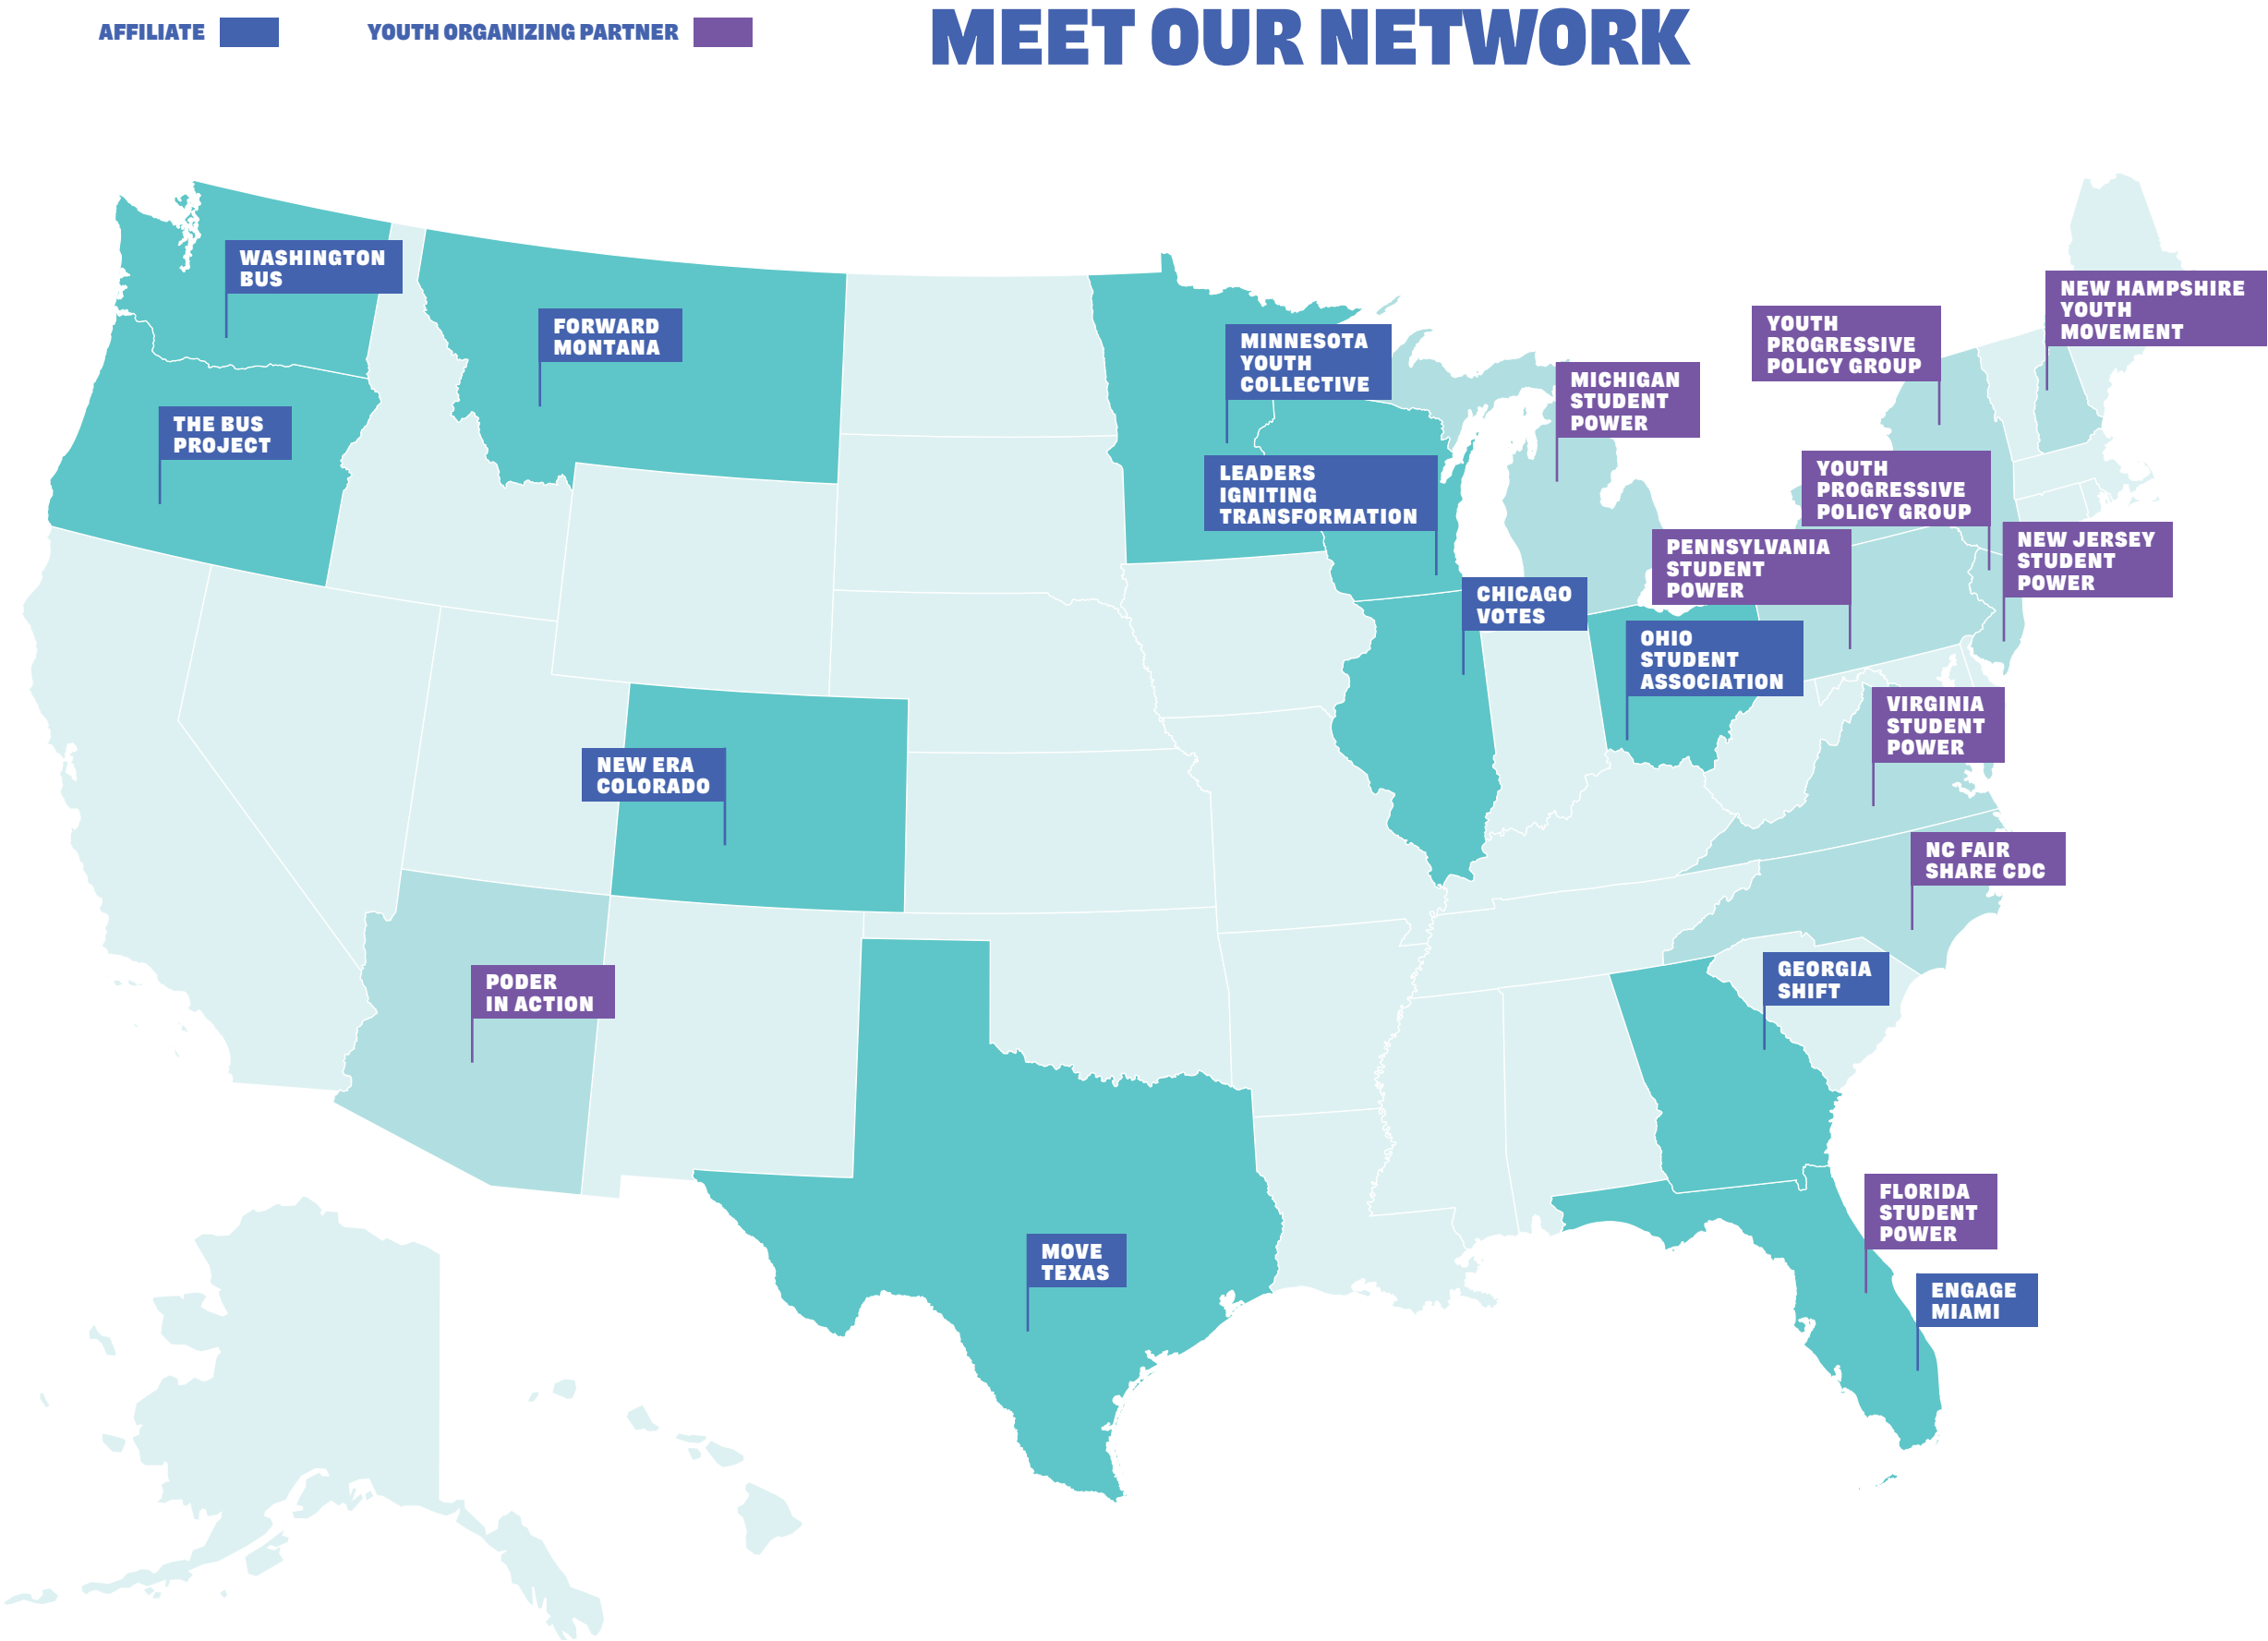 AFFILIATE
YOUTH ORGANIZING PARTNER
MEET OUR NETWORK
WASHINGTON
BUS
FORWARD
MONTANA
THE BUS
PROJECT
MINNESOTA
YOUTH
COLLECTIVE
MICHIGAN
STUDENT
POWER
YOUTH
PROGRESSIVE
POLICY GROUP
NEW HAMPSHIRE
YOUTH
MOVEMENT
LEADERS
IGNITING
TRANSFORMATION
YOUTH
PROGRESSIVE
POLICY GROUP
PENNSYLVANIA
STUDENT
POWER
NEW JERSEY
STUDENT
POWER
CHICAGO
VOTES
OHIO
STUDENT
ASSOCIATION
VIRGINIA
STUDENT
POWER
NEW ERA
COLORADO
NC FAIR
SHARE CDC
PODER
IN ACTION
GEORGIA
SHIFT
FLORIDA
STUDENT
POWER
MOVE
TEXAS
ENGAGE
MIAMI